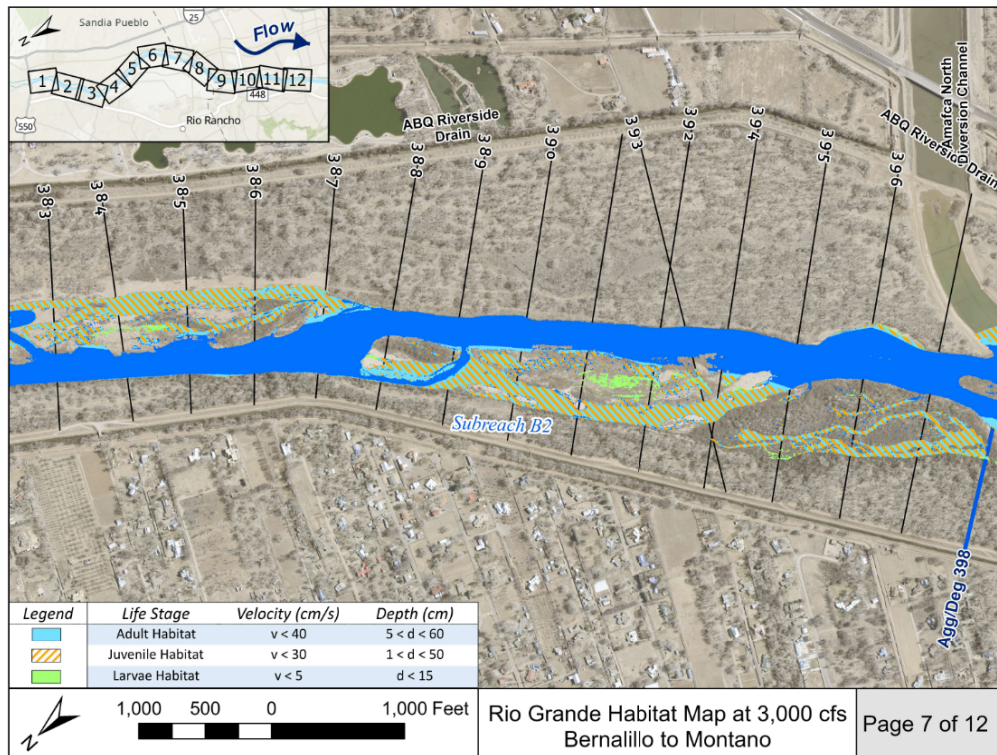 Sandia Pueblo
25
N
Flow
1 2 3 4 5 6 7 8 9 10 11 12
448
550
Rio Rancho
ABQ Riverside
Drain
Amafca North
Diversion Channel
ABQ Riverside Drain
383
384
385
386
387
388
389
390
393
392
394
395
396
Subreach B2
Agg/Deg 398
Legend Life Stage Velocity (cm/s) Depth (cm)
Adult Habitat v < 40 5 < d < 60
Juvenile Habitat v < 30 1 < d < 50
Larvae Habitat v < 5 d < 15
N
1,000 500 0 1,000 Feet
Rio Grande Habitat Map at 3,000 cfs
Bernalillo to Montano
Page 7 of 12